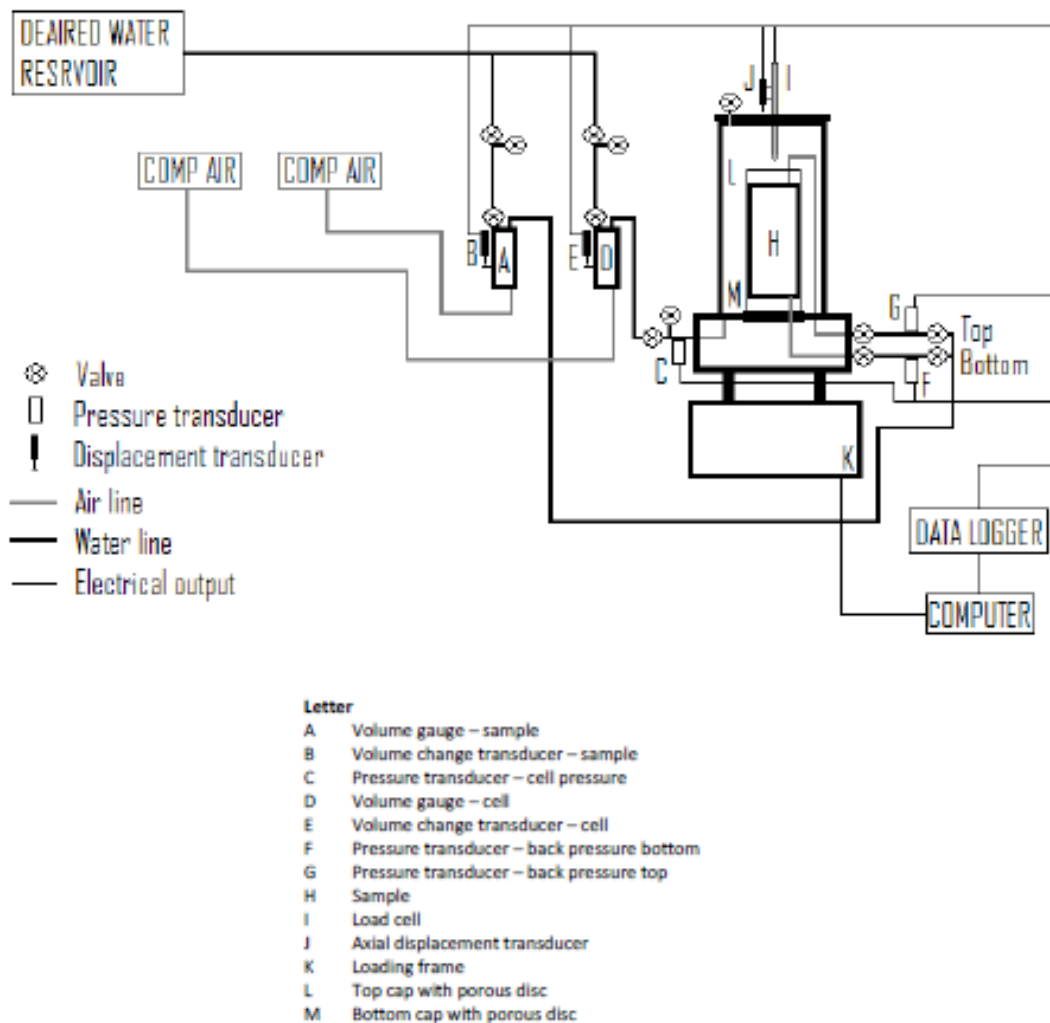 DEAIRED WATER
RESRVOIR
J
I
COMP AIR
COMP AIR
L
B
A
E
D
H
M
G
Top
Bottom
C
F
Valve
Pressure transducer
Displacement transducer
K
Air line
Water line
Electrical output
DATA LOGGER
COMPUTER
Letter
A Volume gauge – sample
B Volume change transducer – sample
C Pressure transducer – cell pressure
D Volume gauge – cell
E Volume change transducer – cell
F Pressure transducer – back pressure bottom
G Pressure transducer – back pressure top
H Sample
I Load cell
J Axial displacement transducer
K Loading frame
L Top cap with porous disc
M Bottom cap with porous disc